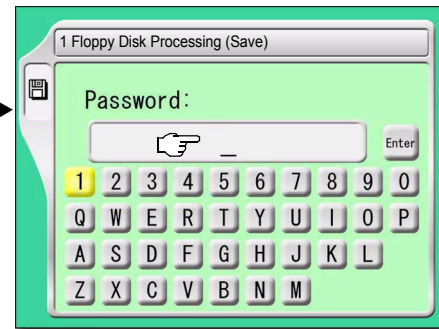 1 Floppy Disk Processing (Save)
Password:
_
Enter
1 2 3 4 5 6 7 8 9 0
Q W E R T Y U I O P
A S D F G H J K L
Z X C V B N M